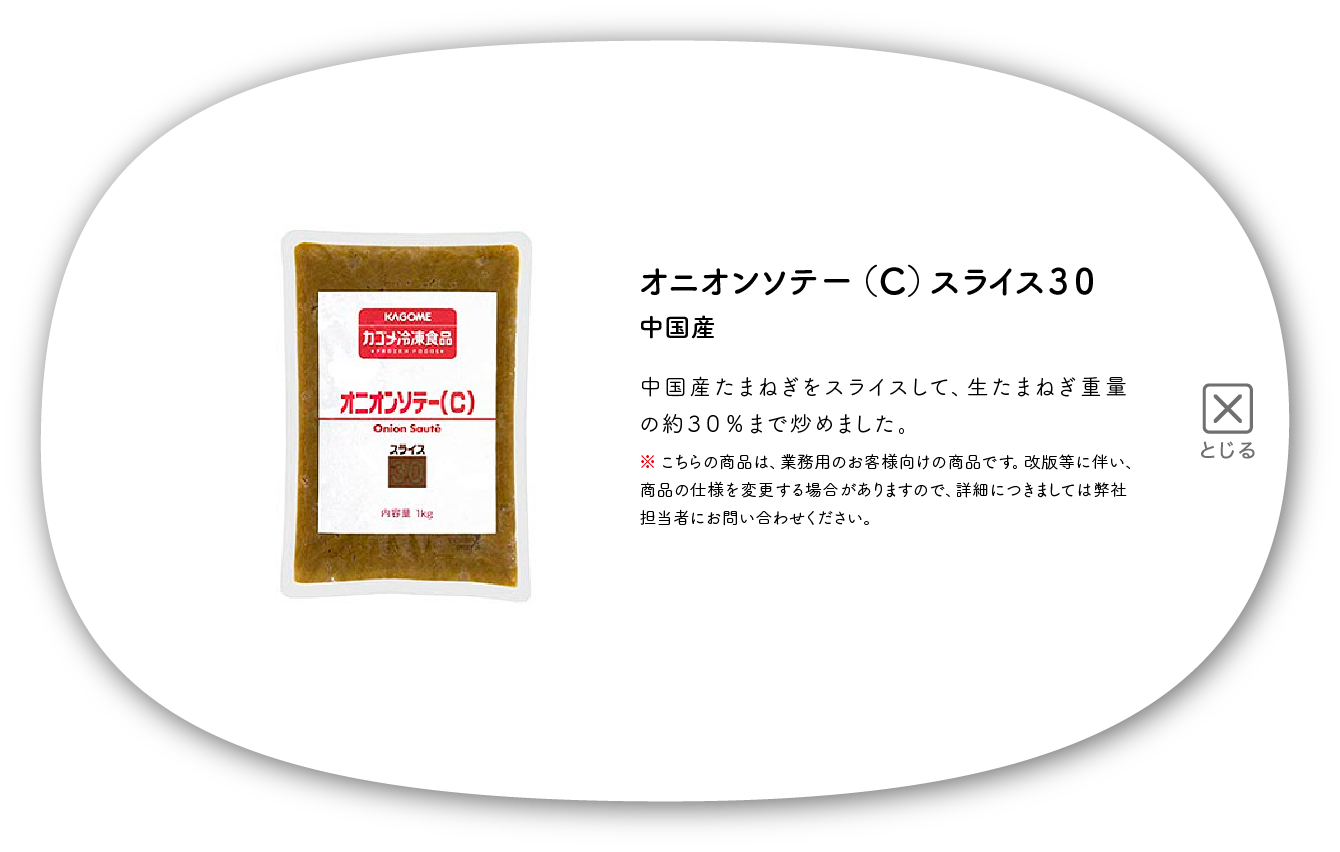 KAGOME
カゴメ冷凍食品
FROZEN FOODS
オニオンソテー(C)
Onion Sauté
スライス
30
内容量 1kg
オニオンソテー（C）スライス30
中国産
中国産たまねぎをスライスして、生たまねぎ重量
の約30％まで炒めました。
※ こちらの商品は、業務用のお客様向けの商品です。改版等に伴い、
商品の仕様を変更する場合がありますので、詳細につきましては弊社
担当者にお問い合わせください。
とじる